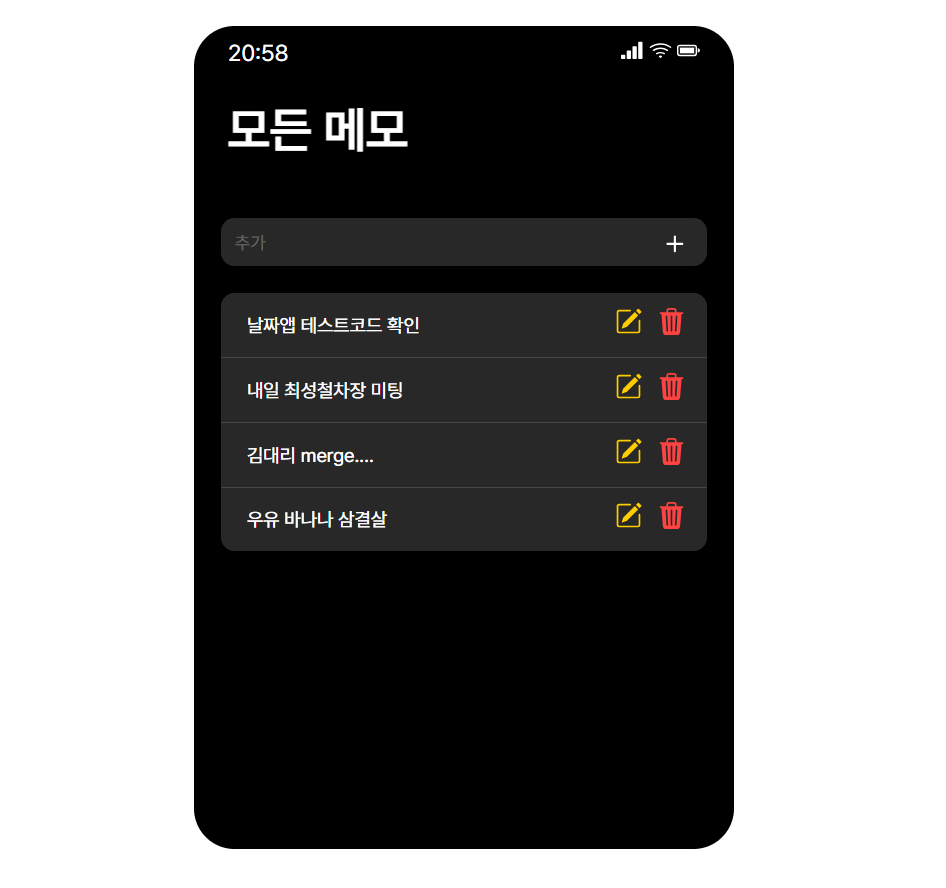 20:58
모든 메모
추가
날짜앱 테스트코드 확인
내일 최성철차장 미팅
김대리 merge....
우유 바나나 삼결살